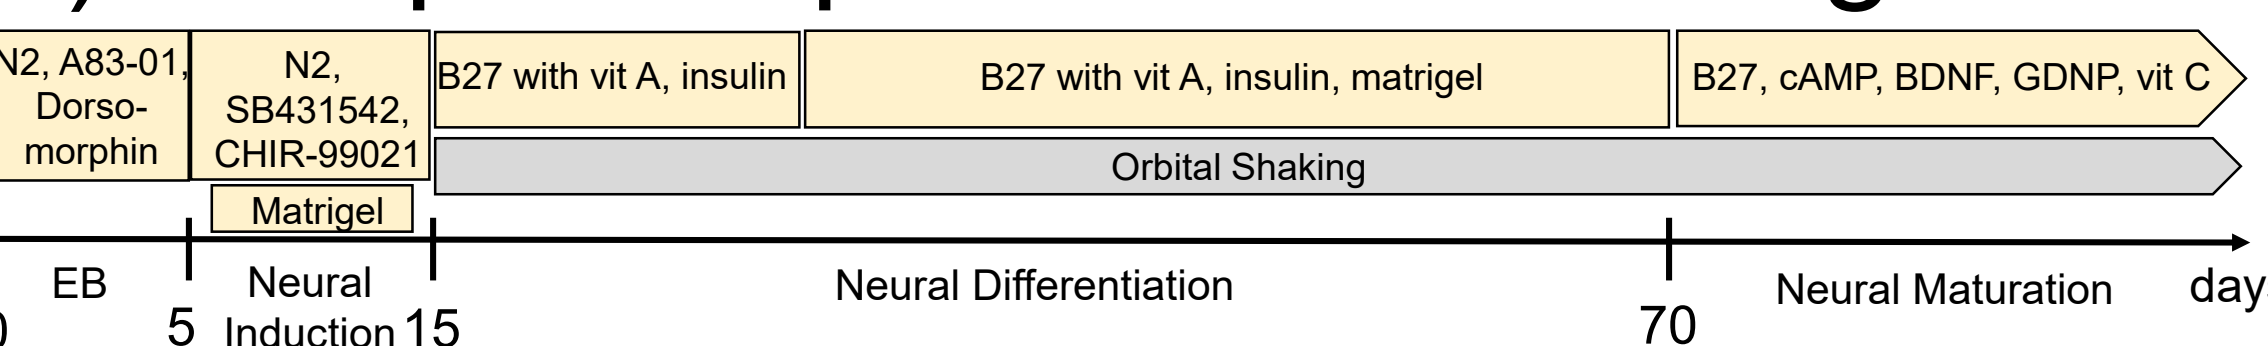 N2, A83-01,
Dorso-
morphin
N2,
SB431542,
CHIR-99021
Matrigel
B27 with vit A, insulin
B27 with vit A, insulin, matrigel
B27, cAMP, BDNF, GDNP, vit C
Orbital Shaking
EB
Neural
Induction
Neural Differentiation
Neural Maturation
day
0
5
15
70